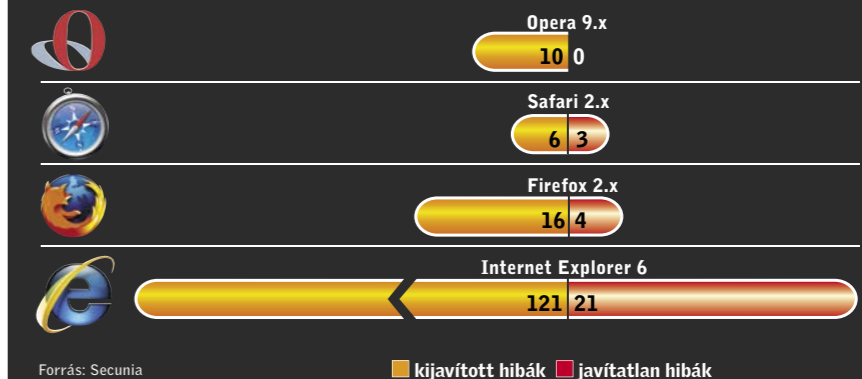 Opera 9.x
10 0
Safari 2.x
6 3
Firefox 2.x
16 4
Internet Explorer 6
121 21
Forrás: Secunia
kijavított hibák javítatlan hibák